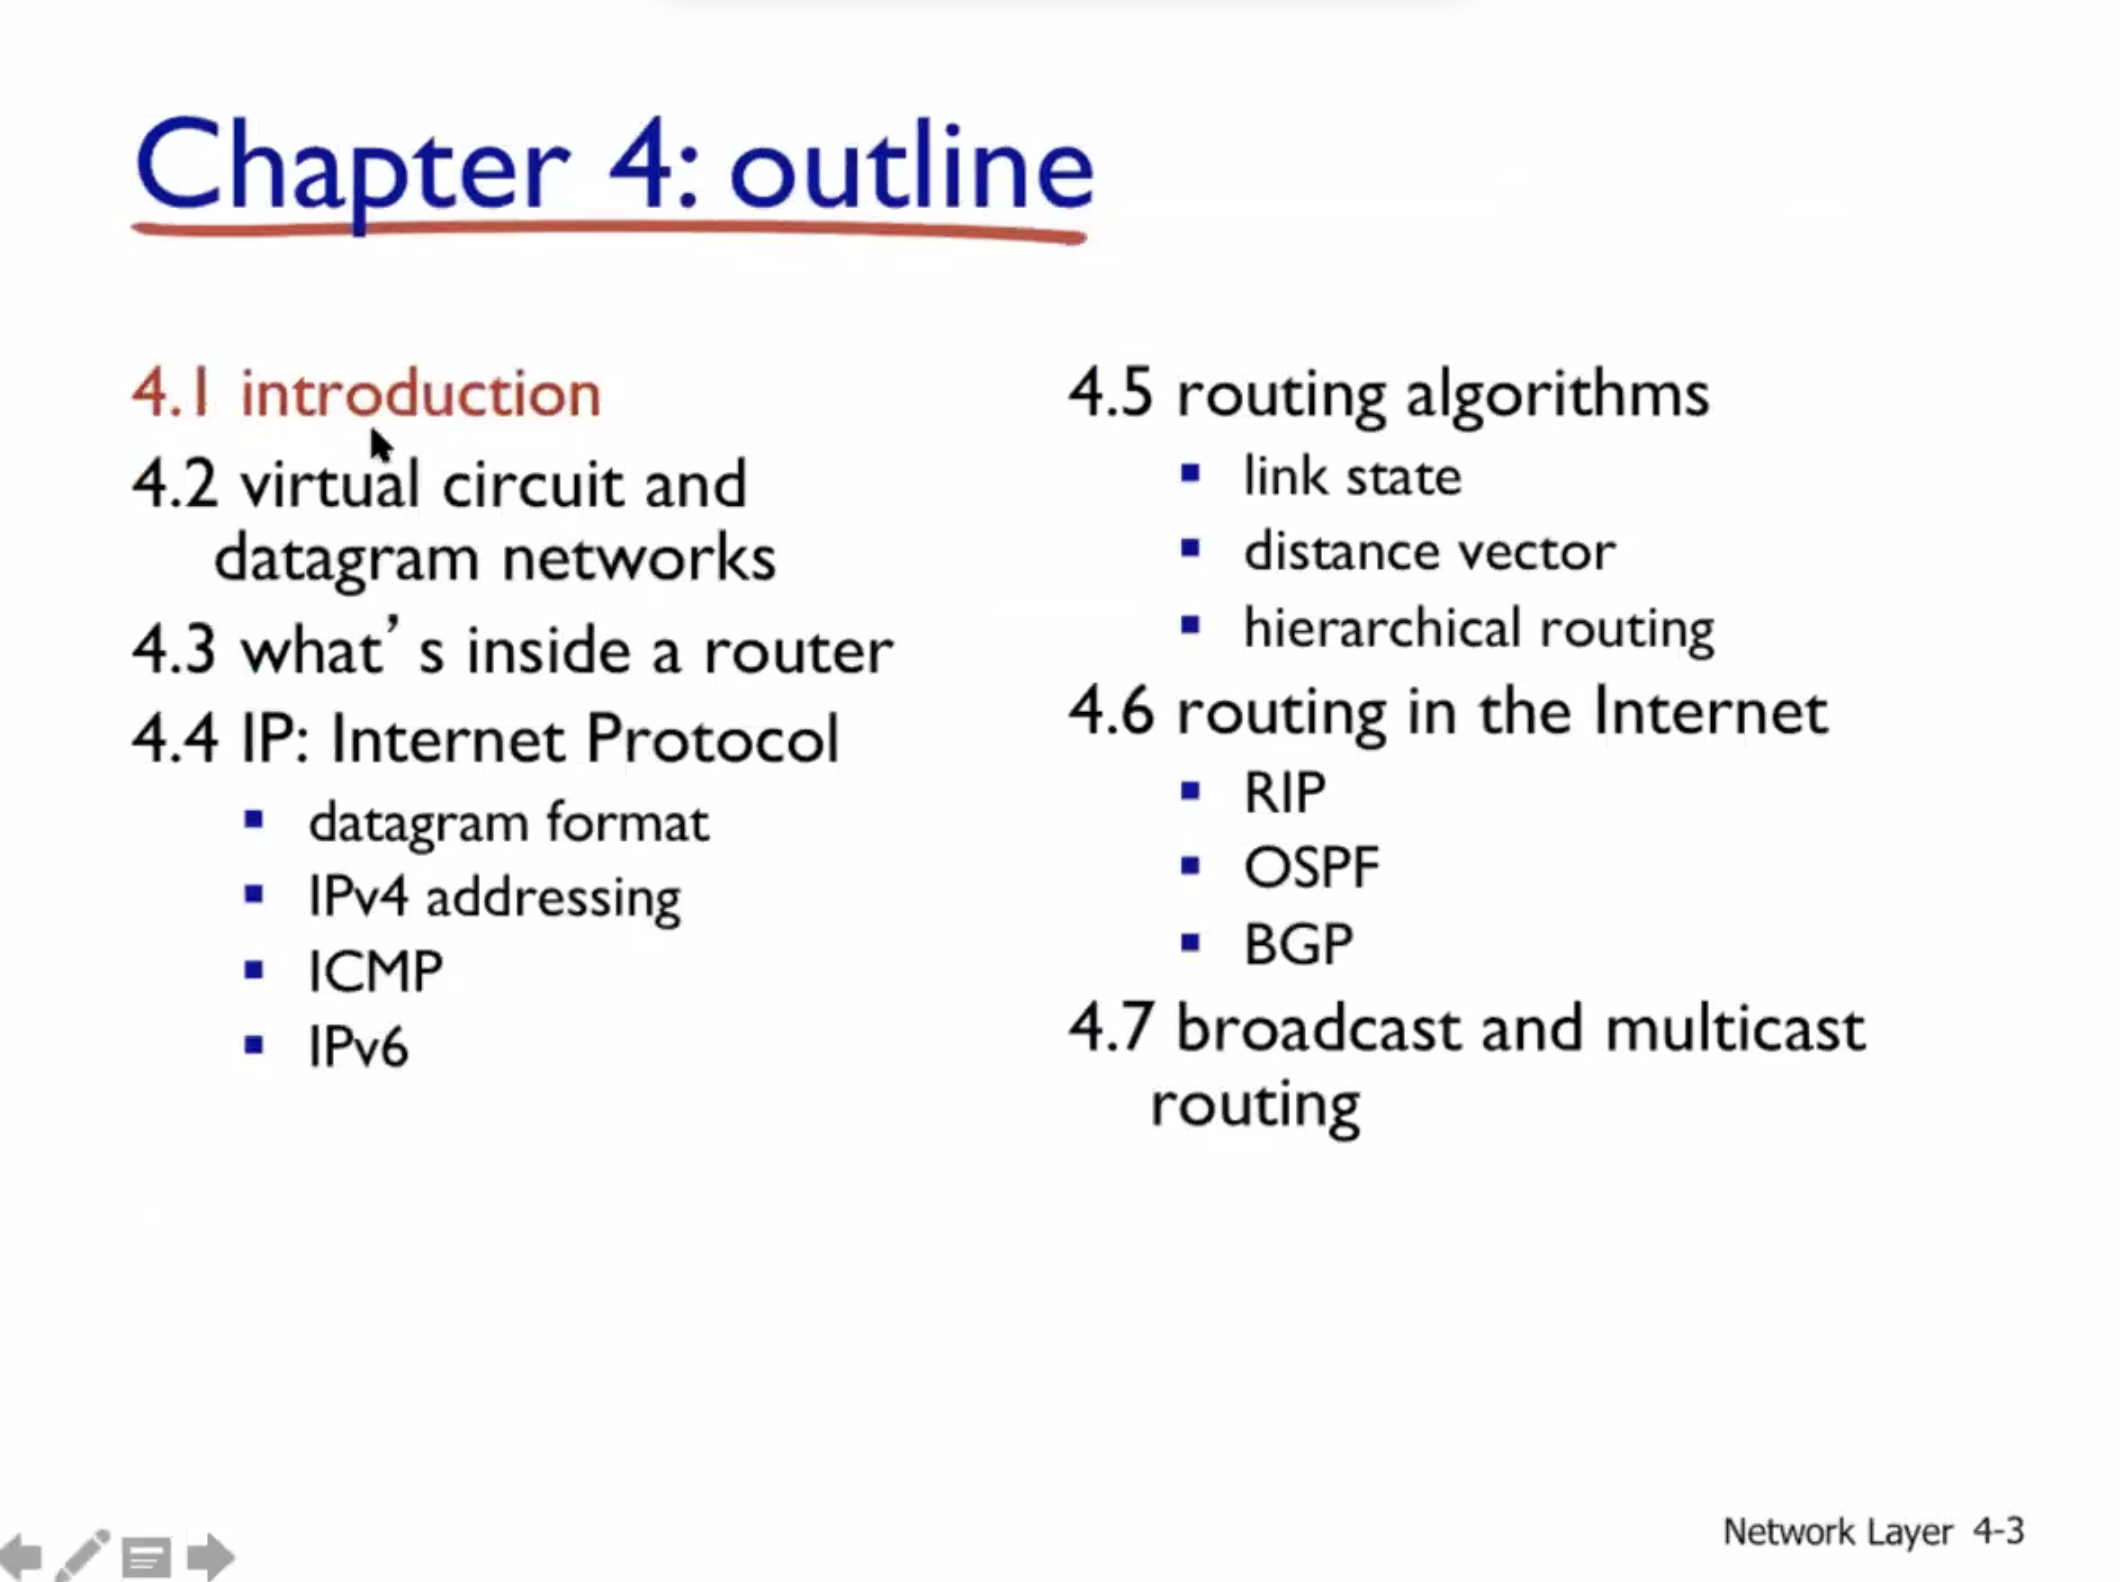 Chapter 4: outline
4.1 introduction
4.2 virtual circuit and
datagram networks
4.3 what’s inside a router
4.4 IP: Internet Protocol
▪ datagram format
▪ IPv4 addressing
▪ ICMP
▪ IPv6
4.5 routing algorithms
▪ link state
▪ distance vector
▪ hierarchical routing
4.6 routing in the Internet
▪ RIP
▪ OSPF
▪ BGP
4.7 broadcast and multicast
routing
Network Layer 4-3